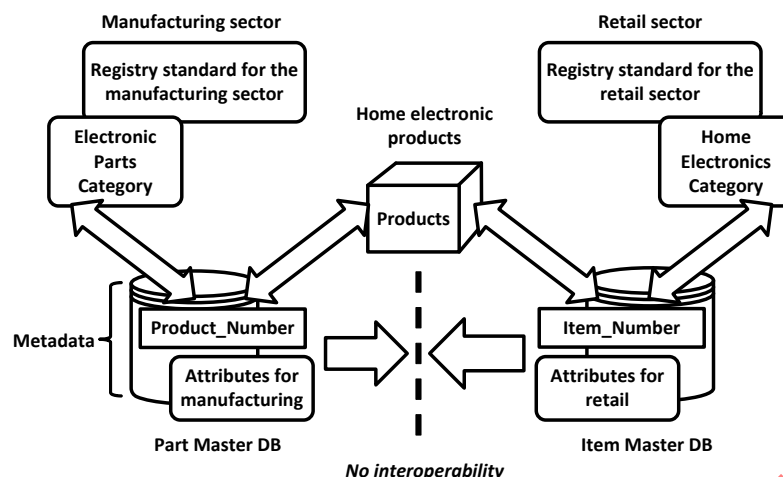 Manufacturing sector
Retail sector
Registry standard for the
manufacturing sector
Registry standard for the
retail sector
Electronic
Parts
Category
Home electronic
products
Home
Electronics
Category
Products
Metadata
Product_Number
Item_Number
Attributes for
manufacturing
Attributes for
retail
Part Master DB
Item Master DB
No interoperability